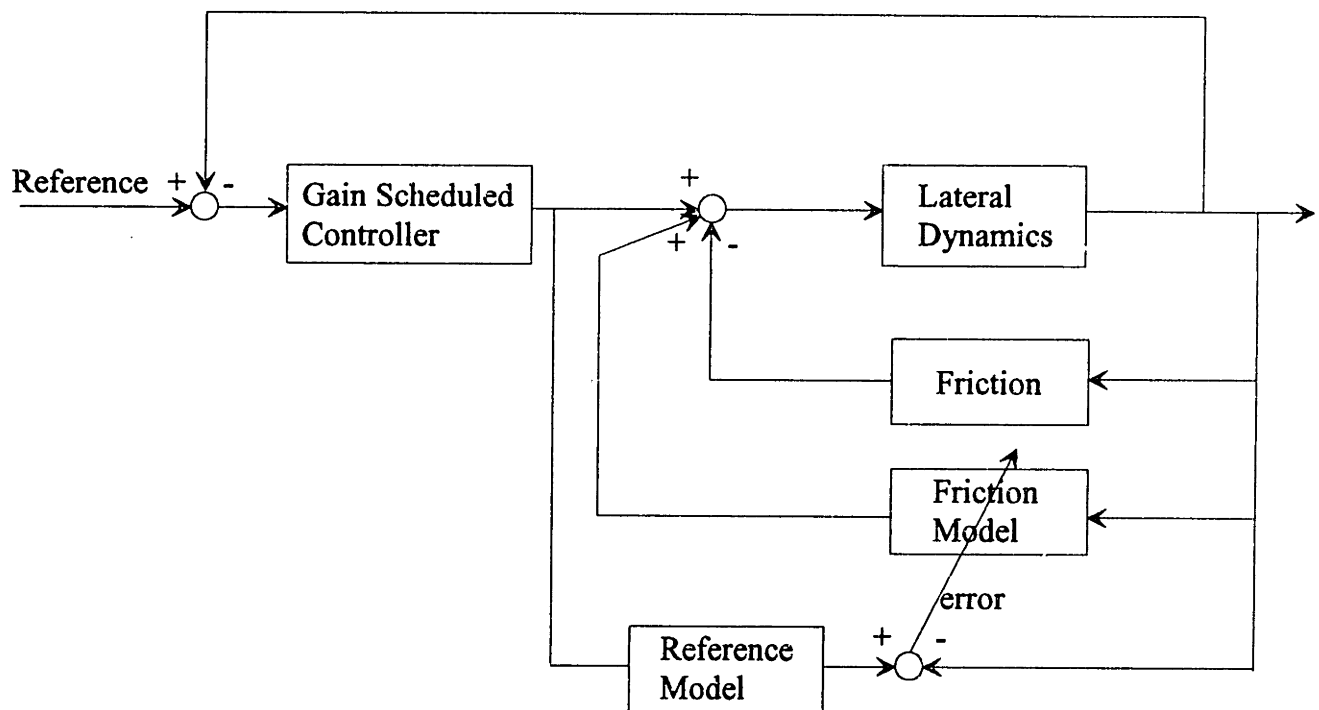 Reference + -
Gain Scheduled
Controller
+
+ -
Lateral
Dynamics
Friction
Friction
Model
error
+ -
Reference
Model